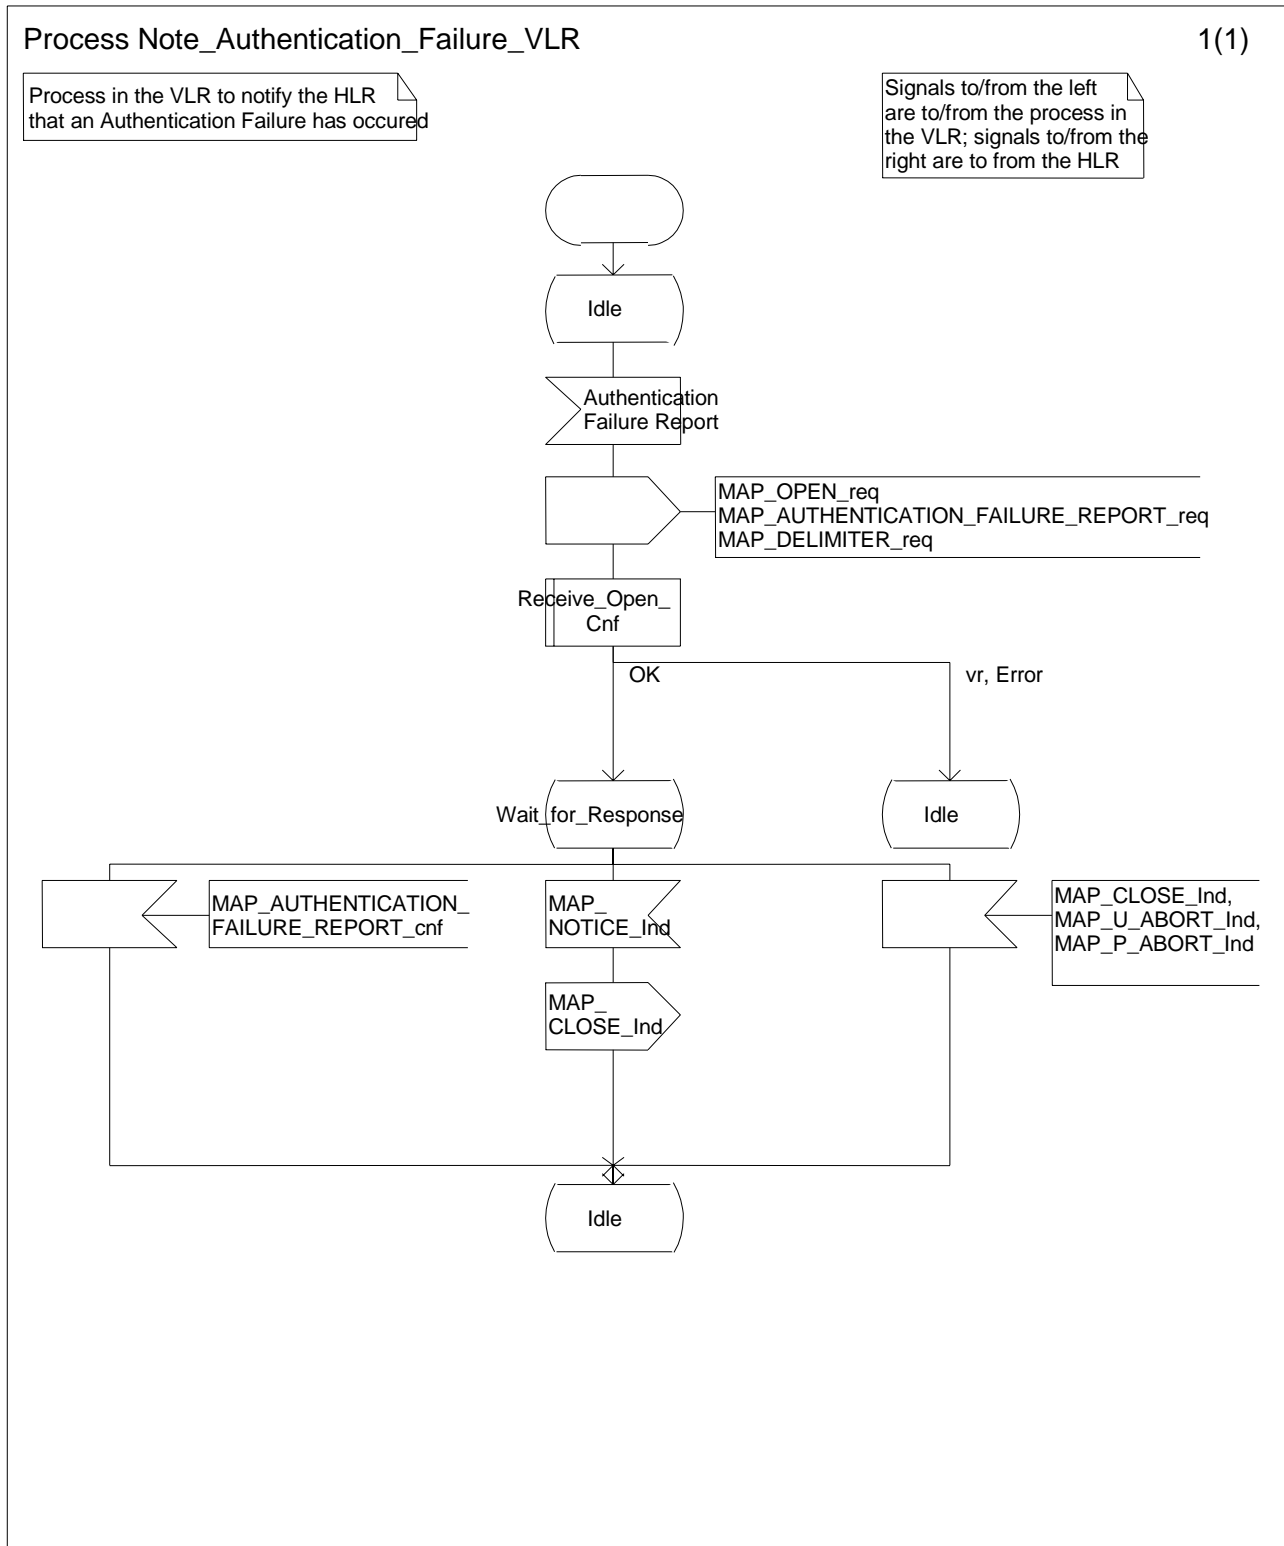 Process Note_Authentication_Failure_VLR
1(1)
Process in the VLR to notify the HLR
that an Authentication Failure has occured
Signals to/from the left
are to/from the process in
the VLR; signals to/from the
right are to from the HLR
Idle
Authentication
Failure Report
MAP_OPEN_req
MAP_AUTHENTICATION_FAILURE_REPORT_req
MAP_DELIMITER_req
Receive_Open_
Cnf
OK
vr, Error
Wait_for_Response
Idle
MAP_AUTHENTICATION_
FAILURE_REPORT_cnf
MAP_
NOTICE_Ind
MAP_CLOSE_Ind,
MAP_U_ABORT_Ind,
MAP_P_ABORT_Ind
MAP_
CLOSE_Ind
Idle